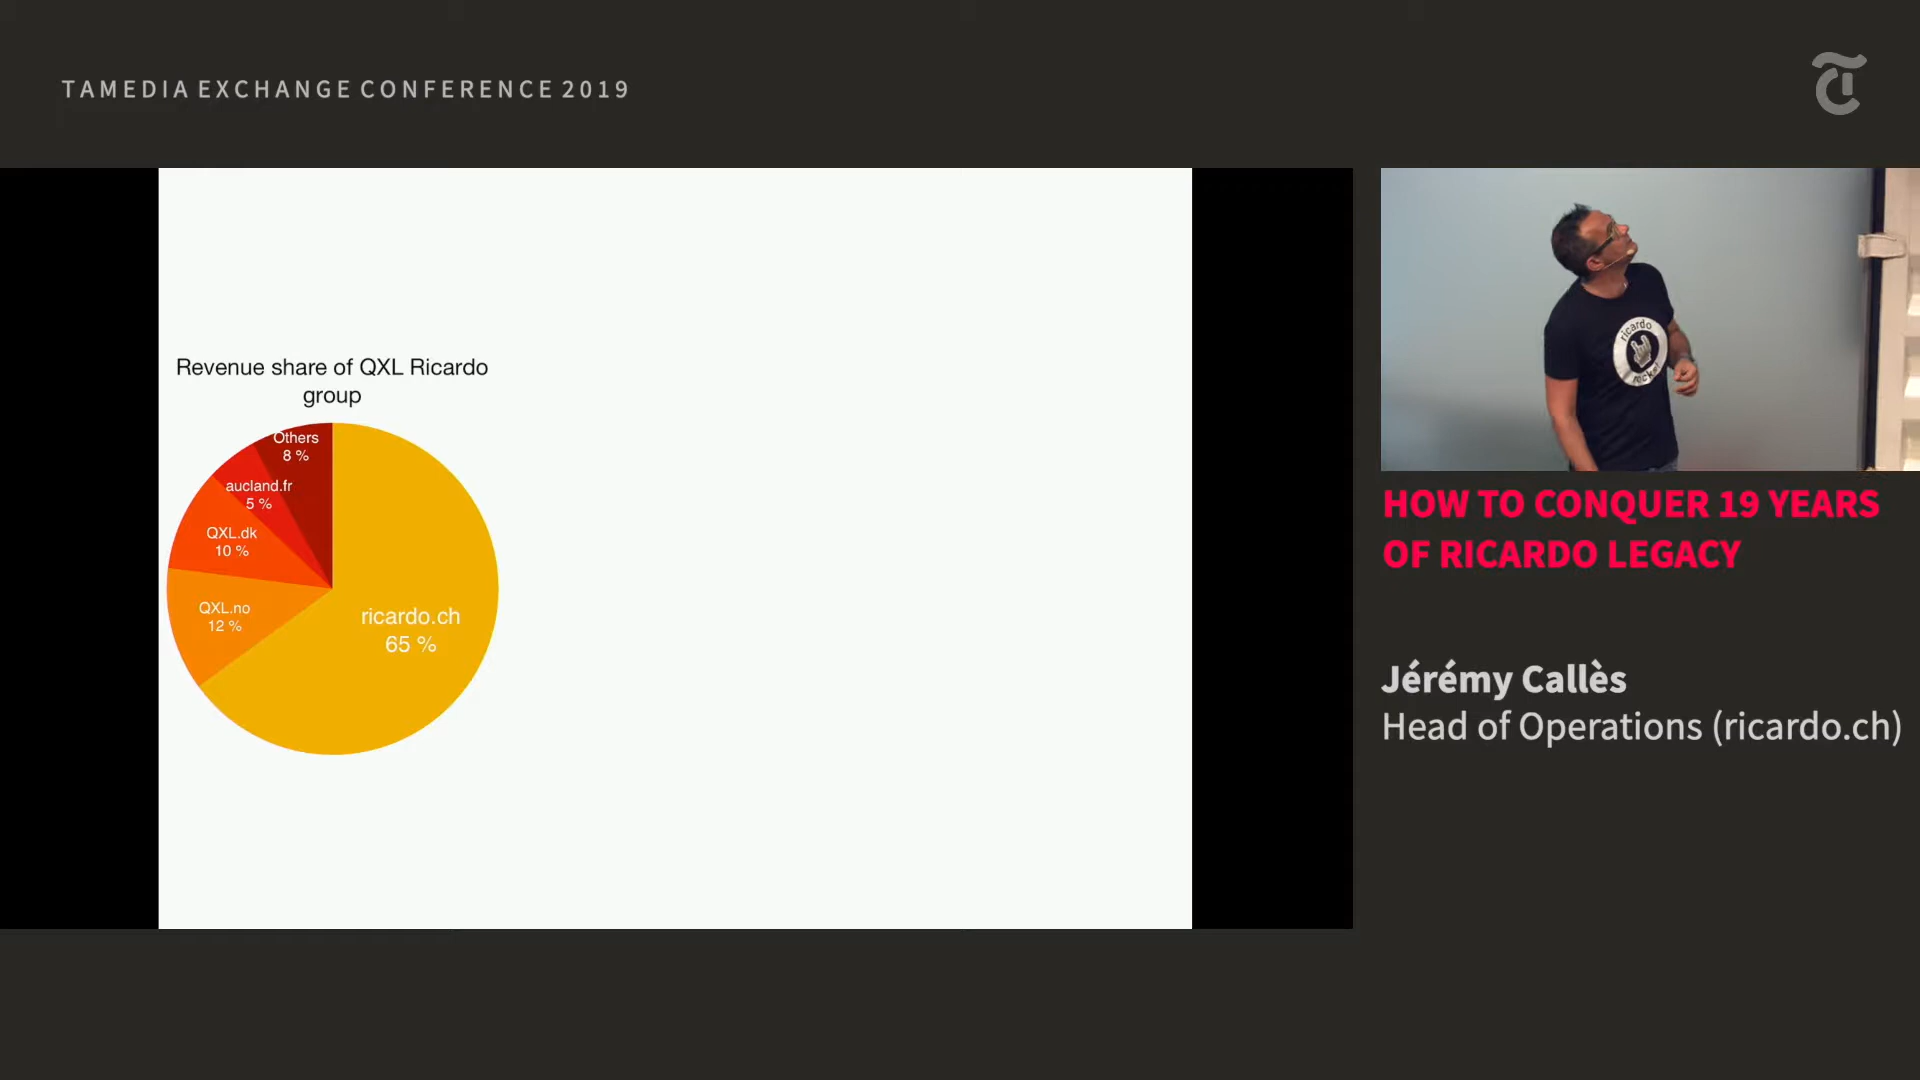 TAMEDIA EXCHANGE CONFERENCE 2019
Revenue share of QXL Ricardo
group
Others
8 %
aucland.fr
5 %
QXL.dk
10 %
QXL.no
12 %
ricardo.ch
65 %
ricardo
rocks!
HOW TO CONQUER 19 YEARS
OF RICARDO LEGACY
Jérémy Callès
Head of Operations (ricardo.ch)